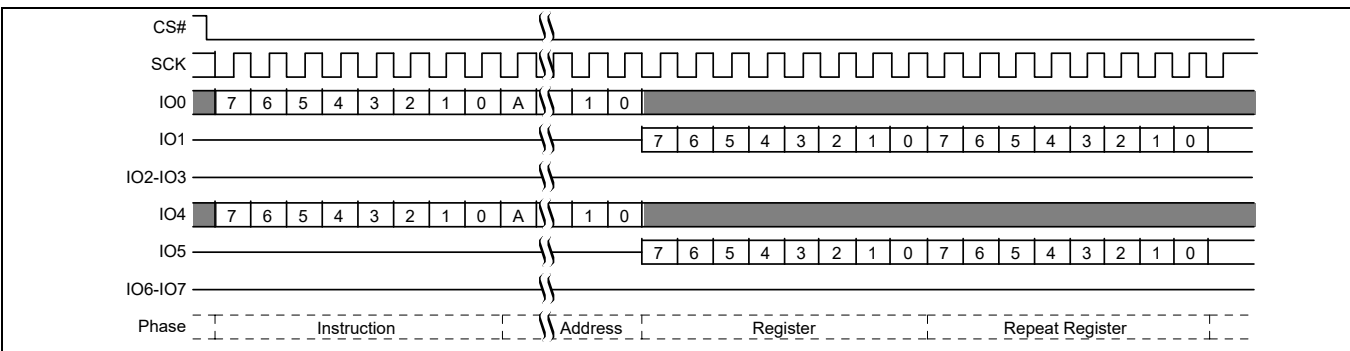 CS#
SCK
IO0 7 6 5 4 3 2 1 0 A 1 0
IO1 7 6 5 4 3 2 1 0 7 6 5 4 3 2 1 0
IO2-IO3
IO4 7 6 5 4 3 2 1 0 A 1 0
IO5 7 6 5 4 3 2 1 0 7 6 5 4 3 2 1 0
IO6-IO7
Phase Instruction Address Register Repeat Register